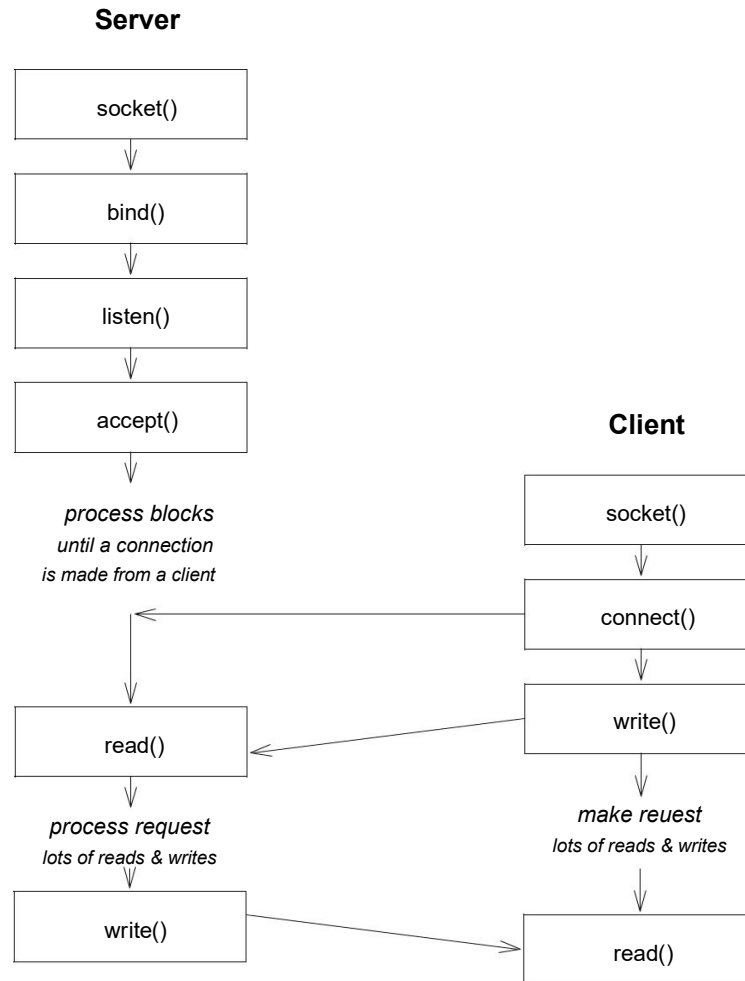 Server
socket()
bind()
listen()
accept()
process blocks
until a connection
is made from a client
read()
process request
lots of reads & writes
write()
Client
socket()
connect()
write()
make reuest
lots of reads & writes
read()